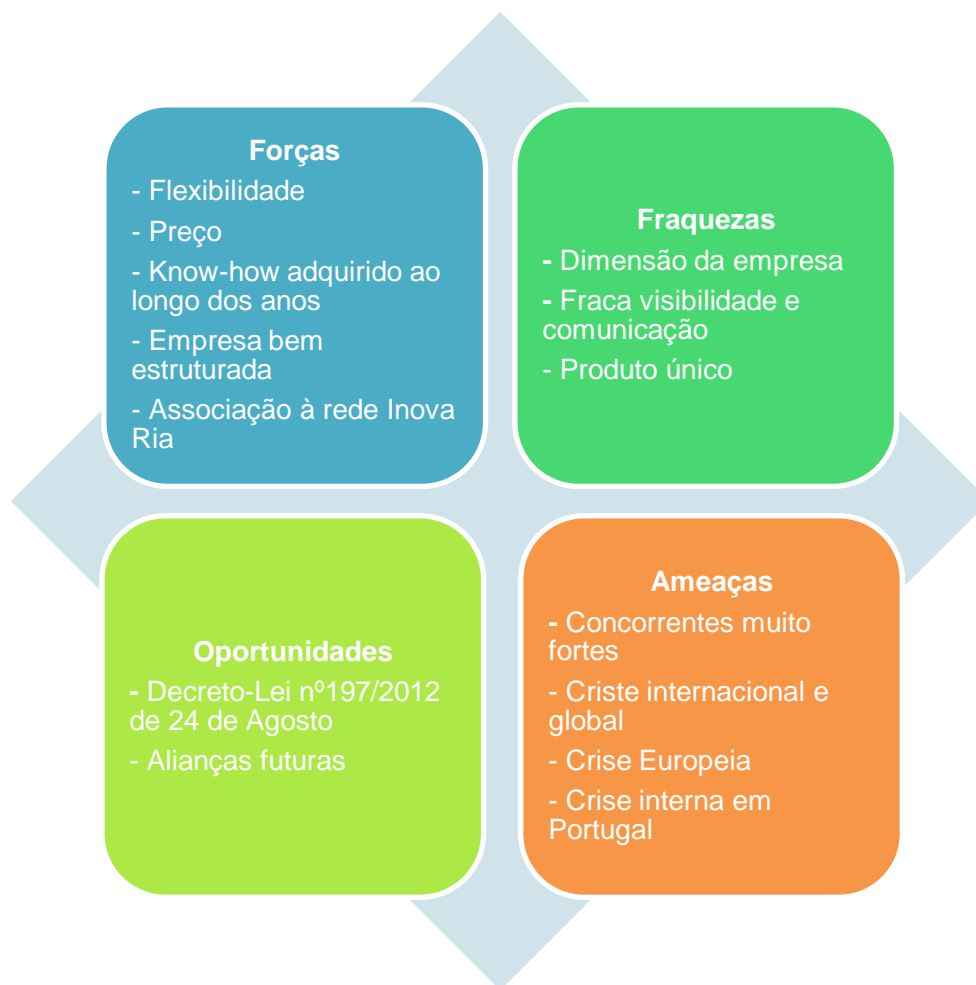 Forças
- Flexibilidade
- Preço
- Know-how adquirido ao
longo dos anos
- Empresa bem
estruturada
- Associação à rede Inova
Ria
Fraquezas
- Dimensão da empresa
- Fraca visibilidade e
comunicação
- Produto único
Oportunidades
- Decreto-Lei nº197/2012
de 24 de Agosto
- Alianças futuras
Ameaças
- Concorrentes muito
fortes
- Criste internacional e
global
- Crise Europeia
- Crise interna em
Portugal